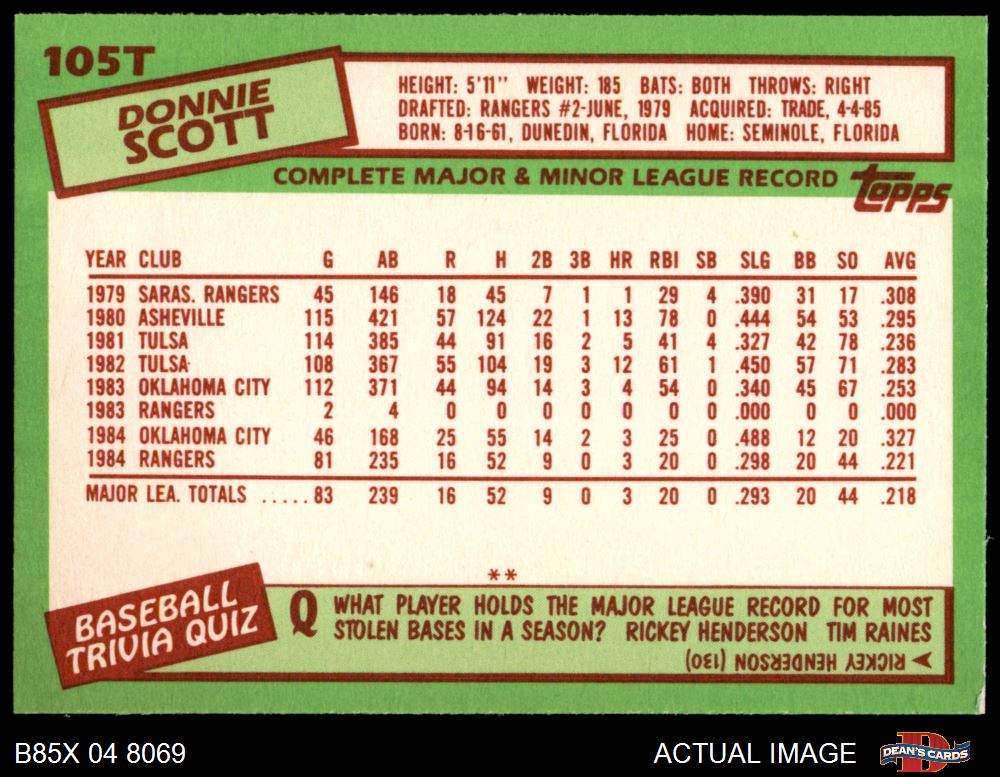 105T
DONNIE
SCOTT
HEIGHT: 5'11" WEIGHT: 185 BATS: BOTH THROWS: RIGHT
DRAFTED: RANGERS #2-JUNE, 1979 ACQUIRED: TRADE, 4-4-85
BORN: 8-16-61, DUNEDIN, FLORIDA HOME: SEMINOLE, FLORIDA
COMPLETE MAJOR & MINOR LEAGUE RECORD topps
YEAR CLUB G AB R H 2B 3B HR RBI SB SLG BB SO AVG
1979 SARAS. RANGERS 45 146 18 45 7 1 1 29 4 .390 31 17 .308
1980 ASHEVILLE 115 421 57 124 22 1 13 78 0 .444 54 53 .295
1981 TULSA 114 385 44 91 16 2 5 41 4 .327 42 78 .236
1982 TULSA 108 367 55 104 19 3 12 61 1 .450 57 71 .283
1983 OKLAHOMA CITY 112 371 44 94 14 3 4 54 0 .340 45 67 .253
1983 RANGERS 2 4 0 0 0 0 0 0 0 .000 0 0 .000
1984 OKLAHOMA CITY 46 168 25 55 14 2 3 25 0 .488 12 20 .327
1984 RANGERS 81 235 16 52 9 0 3 20 0 .298 20 44 .221
MAJOR LEA. TOTALS .....83 239 16 52 9 0 3 20 0 .293 20 44 .218
**
BASEBALL
TRIVIA QUIZ
Q WHAT PLAYER HOLDS THE MAJOR LEAGUE RECORD FOR MOST
STOLEN BASES IN A SEASON? RICKEY HENDERSON TIM RAINES
RICKEY HENDERSON (130)
B85X 04 8069
ACTUAL IMAGE
D
DEAN'S CARDS